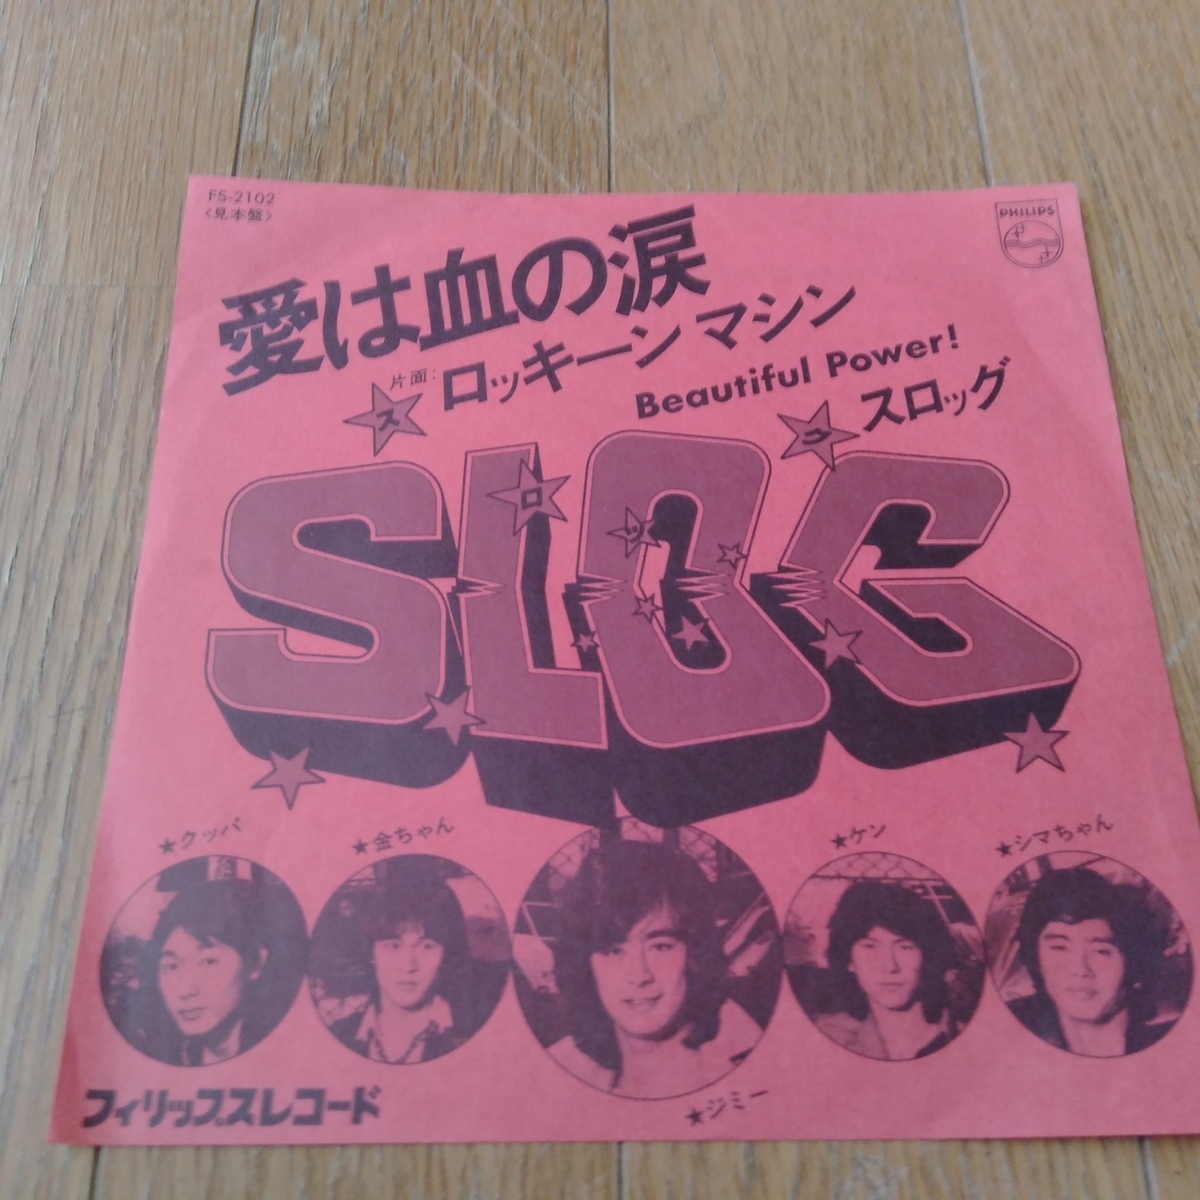 FS-2102
〈見本盤〉
PHILIPS
愛は血の涙
片面:ロッキーン マシン
Beautiful Power!
スロッグ
スロッグ
SLOG
★クッパ
★金ちゃん
★ケン
★シマちゃん
★ジミー
フィリップスレコード